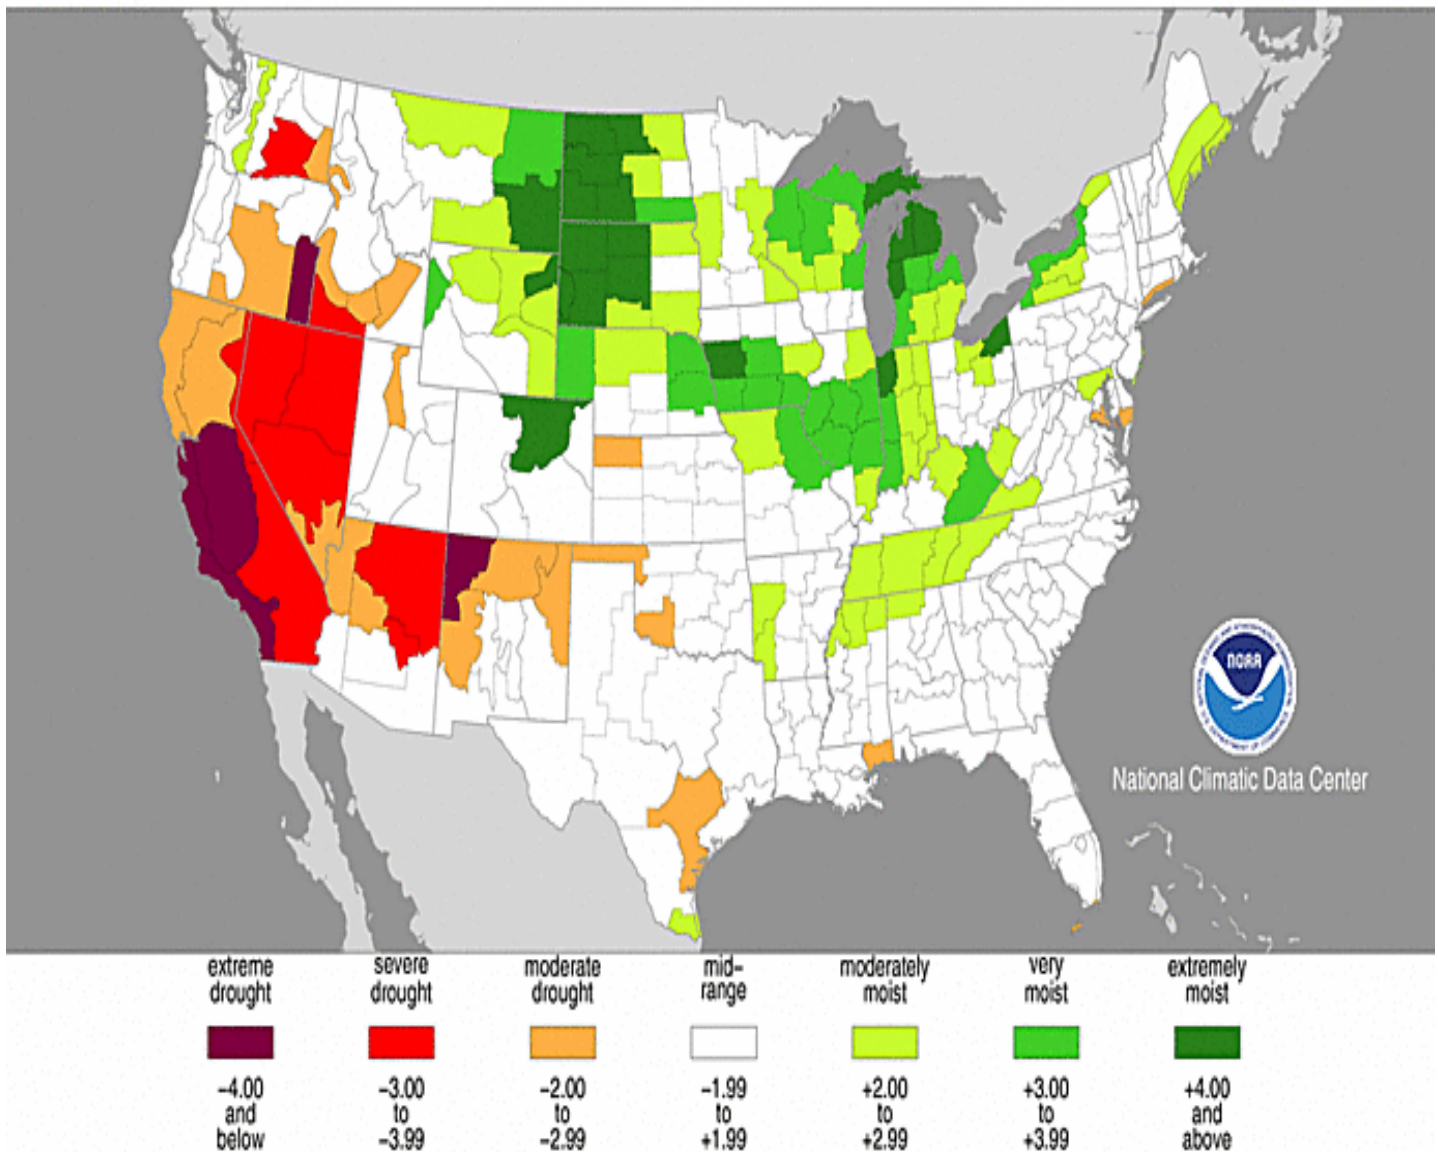 noaa
National Climatic Data Center
extreme drought
severe drought
moderate drought
mid-range
moderately moist
very moist
extremely moist
−4.00 and below
−3.00 to −3.99
−2.00 to −2.99
−1.99 to +1.99
+2.00 to +2.99
+3.00 to +3.99
+4.00 and above